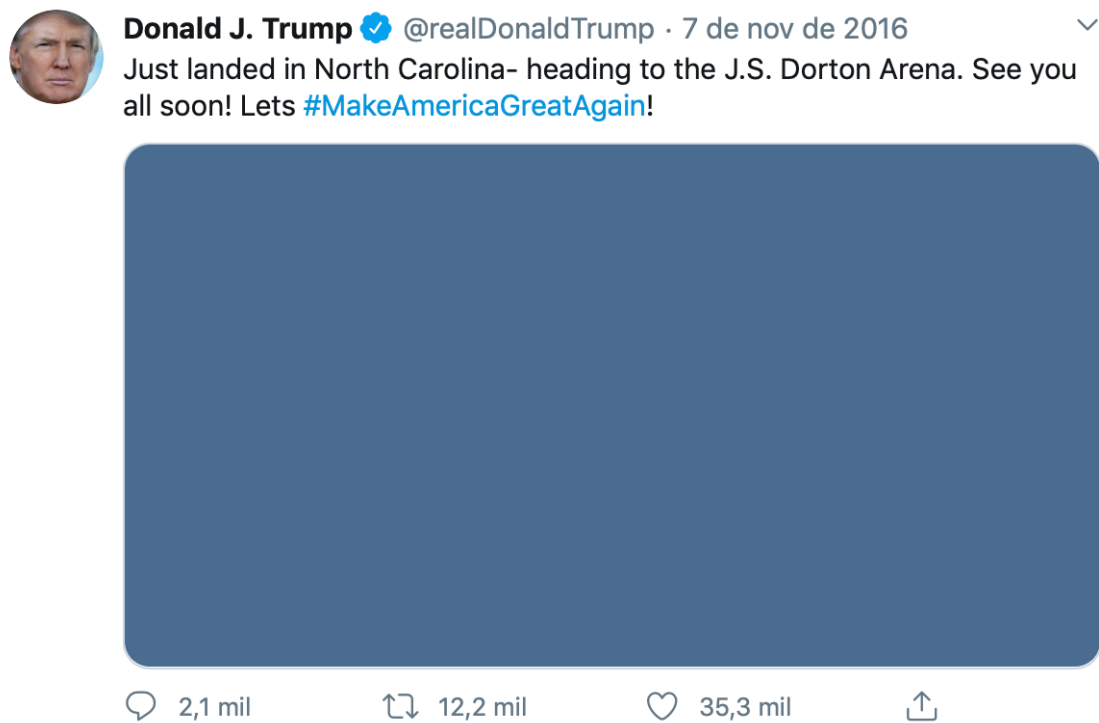 Donald J. Trump @realDonaldTrump · 7 de nov de 2016
Just landed in North Carolina- heading to the J.S. Dorton Arena. See you
all soon! Lets #MakeAmericaGreatAgain!
2,1 mil 12,2 mil 35,3 mil